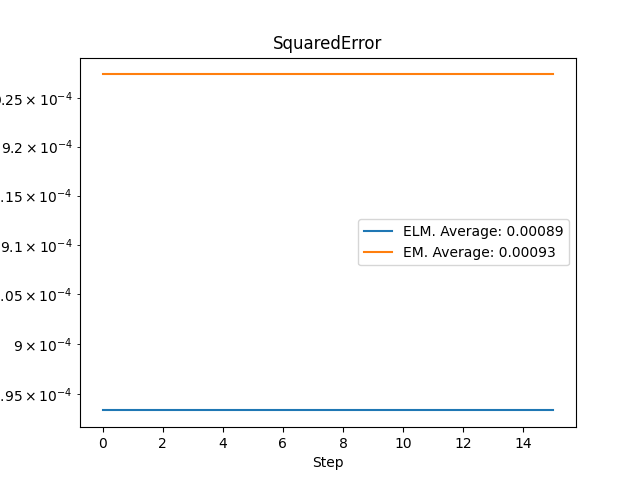 SquaredError
.25 × 10⁻⁴
9.2 × 10⁻⁴
.15 × 10⁻⁴
9.1 × 10⁻⁴
.05 × 10⁻⁴
9 × 10⁻⁴
.95 × 10⁻⁴
ELM. Average: 0.00089
EM. Average: 0.00093
0 2 4 6 8 10 12 14
Step